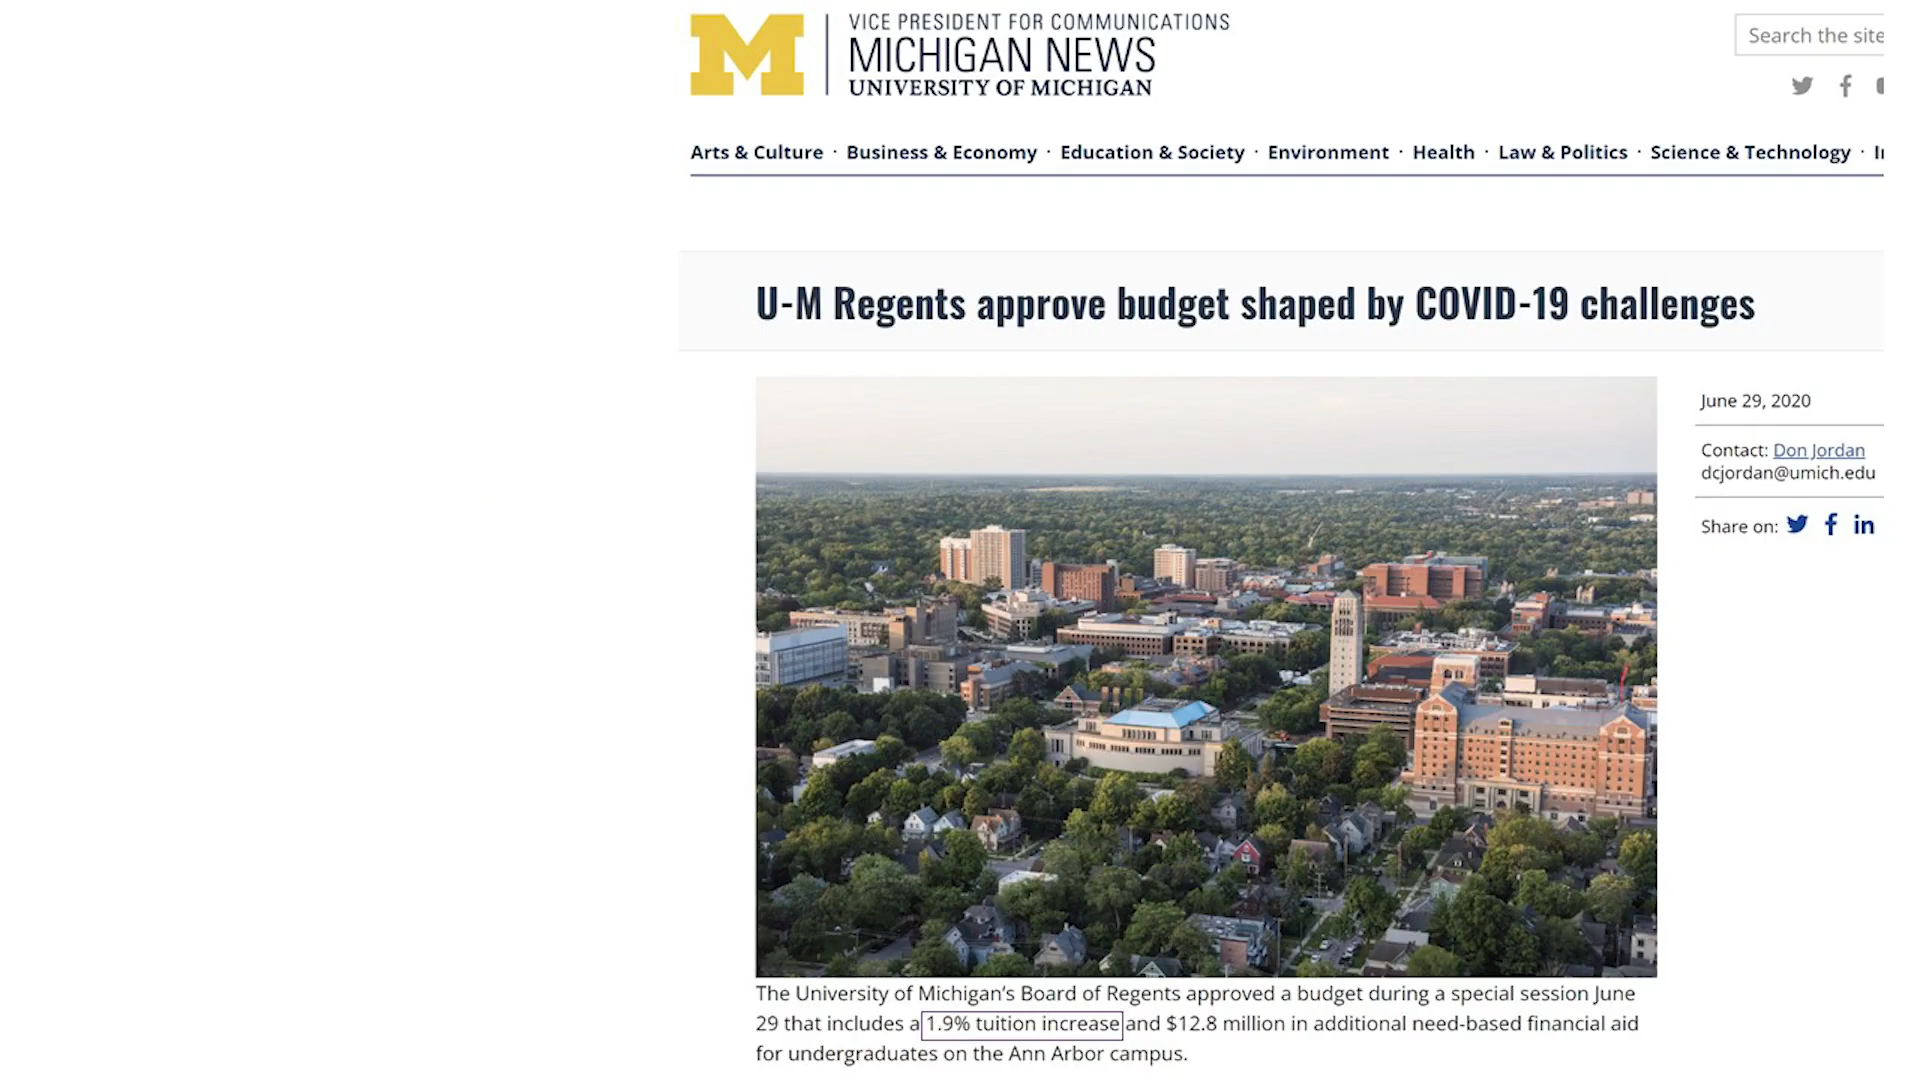 M
VICE PRESIDENT FOR COMMUNICATIONS
MICHIGAN NEWS
UNIVERSITY OF MICHIGAN
Search the site
Arts & Culture · Business & Economy · Education & Society · Environment · Health · Law & Politics · Science & Technology ·
U-M Regents approve budget shaped by COVID-19 challenges
June 29, 2020
Contact: Don Jordan
dcjordan@umich.edu
Share on:
The University of Michigan’s Board of Regents approved a budget during a special session June
29 that includes a 1.9% tuition increase and $12.8 million in additional need-based financial aid
for undergraduates on the Ann Arbor campus.